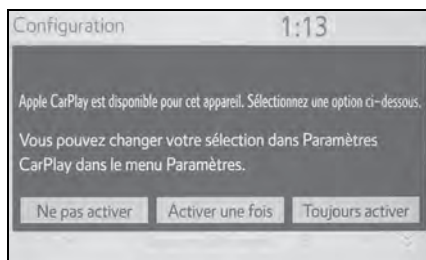 Configuration 1:13
Apple CarPlay est disponible pour cet appareil. Sélectionnez une option ci-dessous.
Vous pouvez changer votre sélection dans Paramètres
CarPlay dans le menu Paramètres.
Ne pas activer Activer une fois Toujours activer